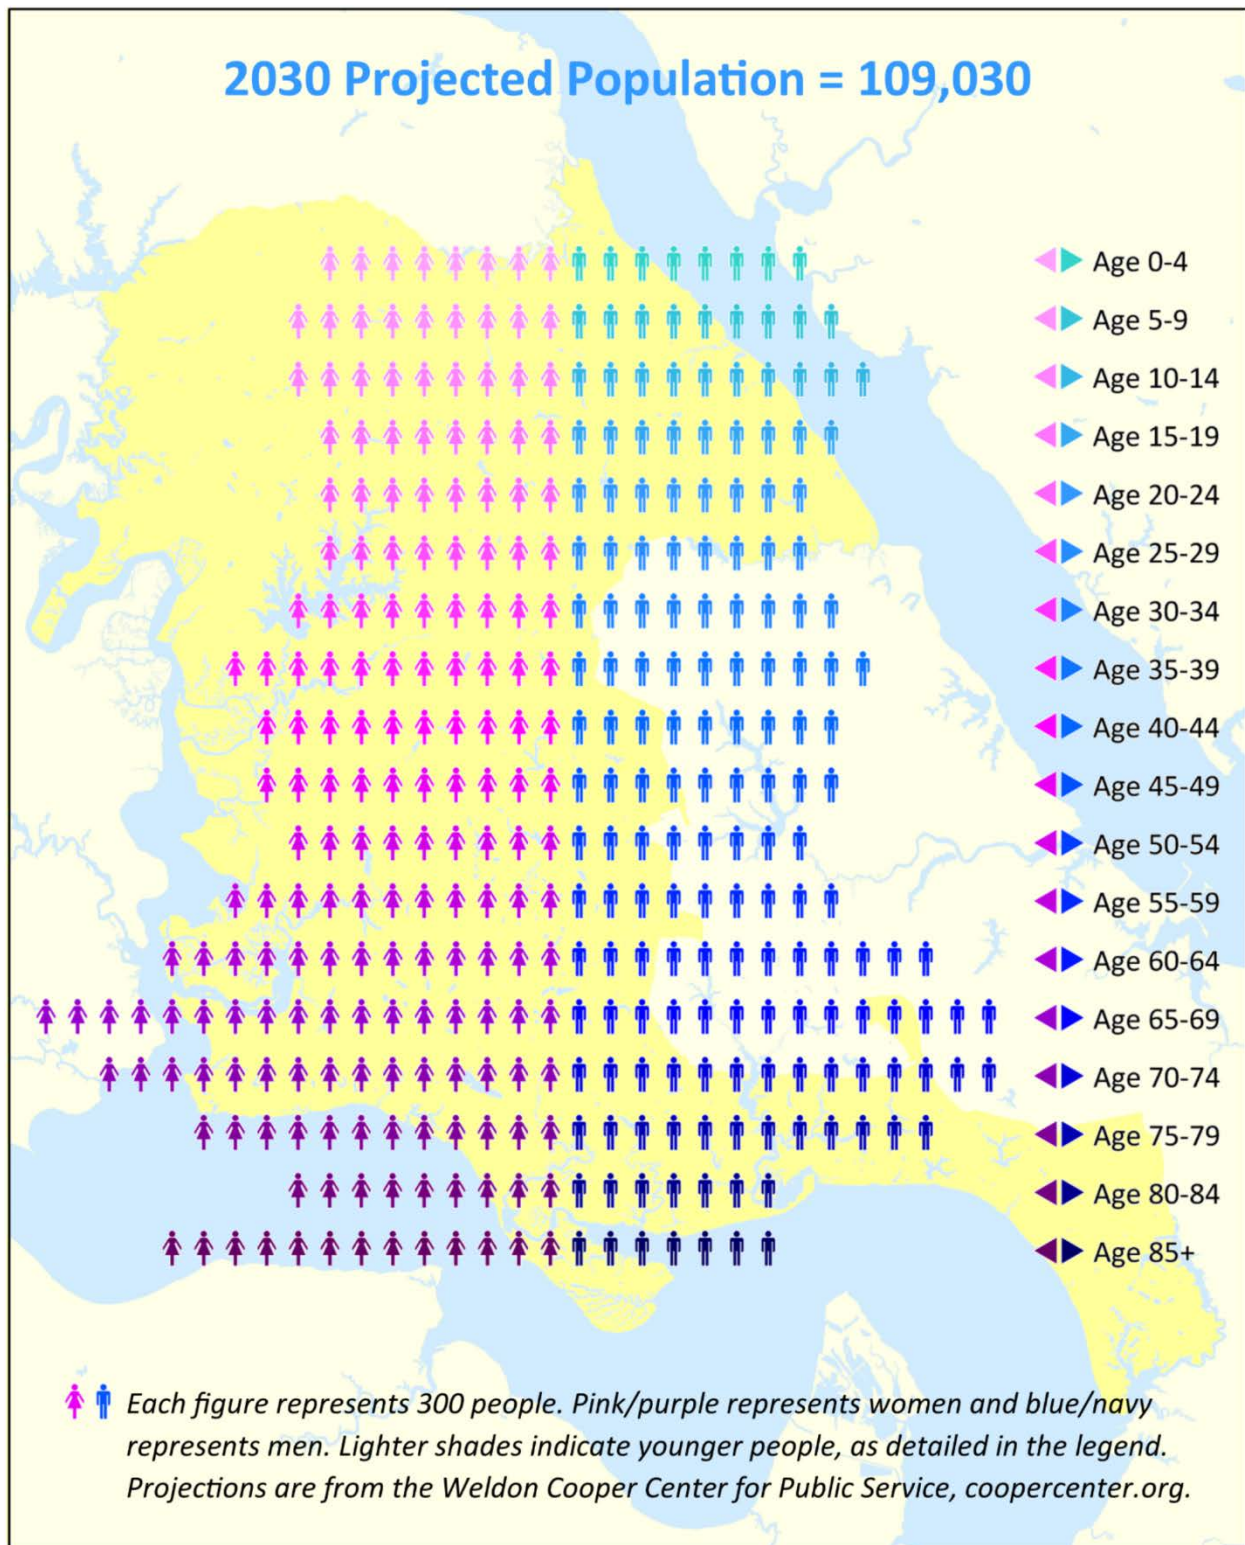 2030 Projected Population = 109,030
Age 0-4
Age 5-9
Age 10-14
Age 15-19
Age 20-24
Age 25-29
Age 30-34
Age 35-39
Age 40-44
Age 45-49
Age 50-54
Age 55-59
Age 60-64
Age 65-69
Age 70-74
Age 75-79
Age 80-84
Age 85+
Each figure represents 300 people. Pink/purple represents women and blue/navy
represents men. Lighter shades indicate younger people, as detailed in the legend.
Projections are from the Weldon Cooper Center for Public Service, coopercenter.org.